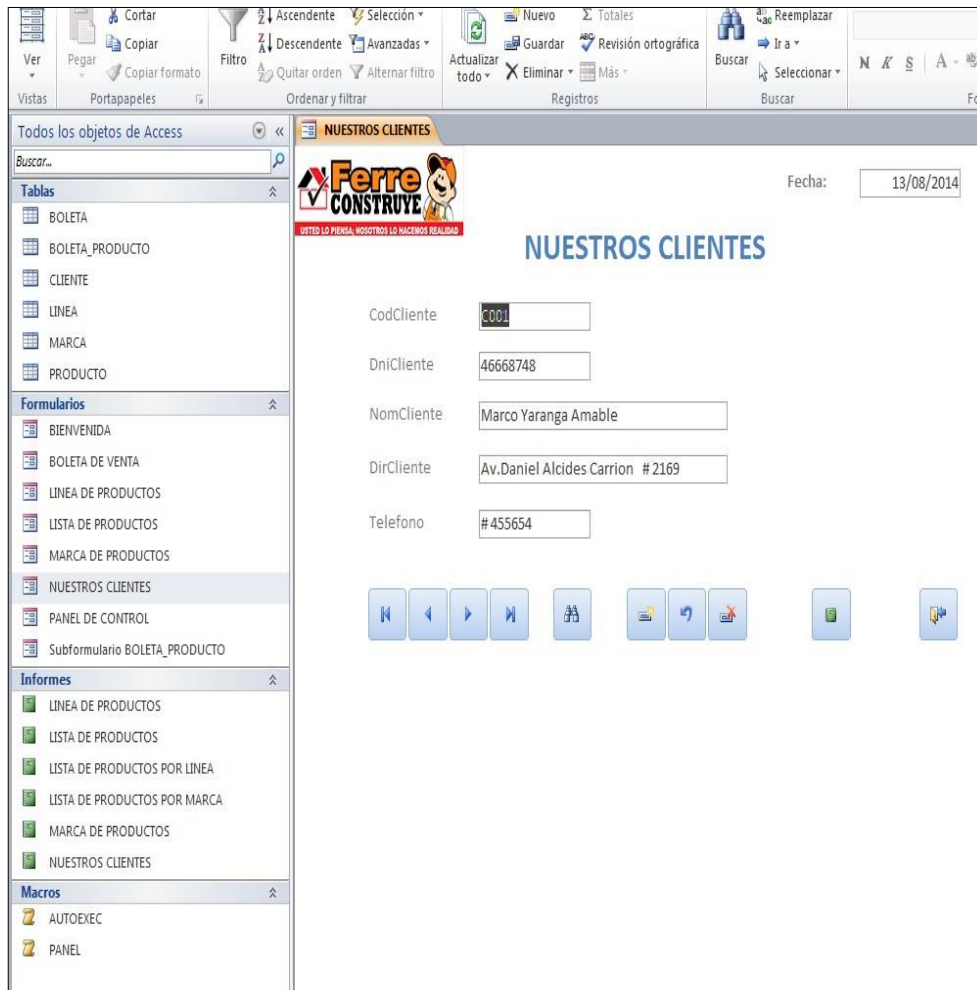 Ver
Vistas
Pegar
Cortar
Copiar
Copiar formato
Portapapeles
Filtro
Ascendente
Descendente
Quitar orden
Selección
Avanzadas
Alternar filtro
Ordenar y filtrar
Actualizar todo
Nuevo
Guardar
Eliminar
Totales
Revisión ortográfica
Más
Registros
Buscar
Reemplazar
Ir a
Seleccionar
Buscar
N K S A
Todos los objetos de Access
Buscar...
Tablas
BOLETA
BOLETA_PRODUCTO
CLIENTE
LINEA
MARCA
PRODUCTO
Formularios
BIENVENIDA
BOLETA DE VENTA
LINEA DE PRODUCTOS
LISTA DE PRODUCTOS
MARCA DE PRODUCTOS
NUESTROS CLIENTES
PANEL DE CONTROL
Subformulario BOLETA_PRODUCTO
Informes
LINEA DE PRODUCTOS
LISTA DE PRODUCTOS
LISTA DE PRODUCTOS POR LINEA
LISTA DE PRODUCTOS POR MARCA
MARCA DE PRODUCTOS
NUESTROS CLIENTES
Macros
AUTOEXEC
PANEL
NUESTROS CLIENTES
Ferre
CONSTRUYE
USTED LO PIENSA; NOSOTROS LO HACEMOS REALIDAD
Fecha: 13/08/2014
NUESTROS CLIENTES
CodCliente C001
DniCliente 46668748
NomCliente Marco Yaranga Amable
DirCliente Av.Daniel Alcides Carrion # 2169
Telefono # 455654